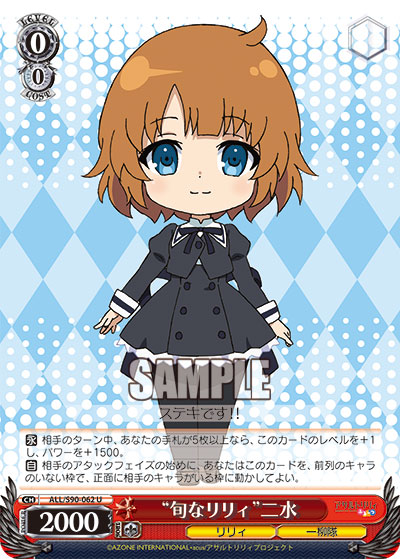 LEVEL
0
0
COST
SAMPLE
ステキです!!
永 相手のターン中、あなたの手札が5枚以上なら、このカードのレベルを+1
し、パワーを+1500。
自 相手のアタックフェイズの始めに、あなたはこのカードを、前列のキャラ
のいない枠で、正面に相手のキャラがいる枠に動かしてよい。
CH ALL/S90-062 U
2000
“旬なリリィ”二水
リリィ
一柳隊
©AZONE INTERNATIONAL・acus/アサルトリリィプロジェクト